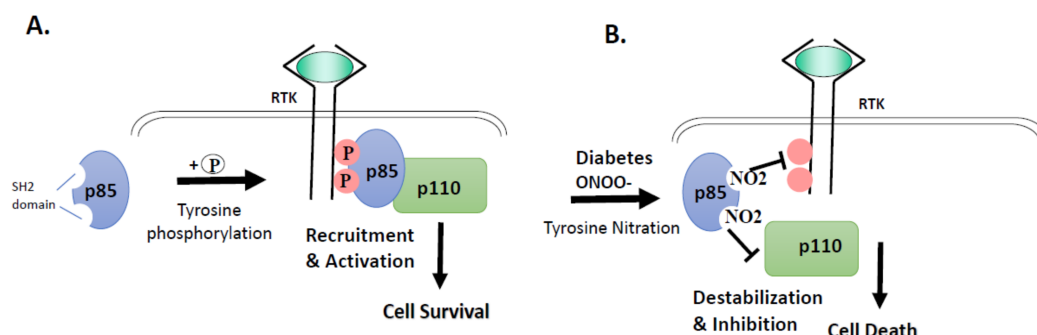 A.
RTK
SH2
domain
p85
+ P
Tyrosine
phosphorylation
P
P
p85
p110
Recruitment
& Activation
Cell Survival
B.
RTK
Diabetes
ONOO-
Tyrosine Nitration
p85
NO2
NO2
p110
Destabilization
& Inhibition
Cell Death